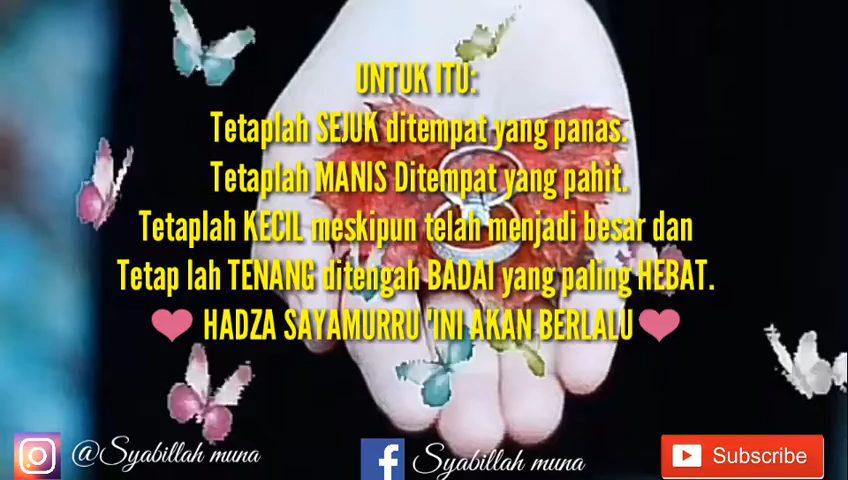 UNTUK ITU:
Tetaplah SEJUK ditempat yang panas.
Tetaplah MANIS Ditempat yang pahit.
Tetaplah KECIL meskipun telah menjadi besar dan
Tetap lah TENANG ditengah BADAI yang paling HEBAT.
HADZA SAYAMURRU "INI AKAN BERLALU
@Syabillah muna
Syabillah muna
Subscribe